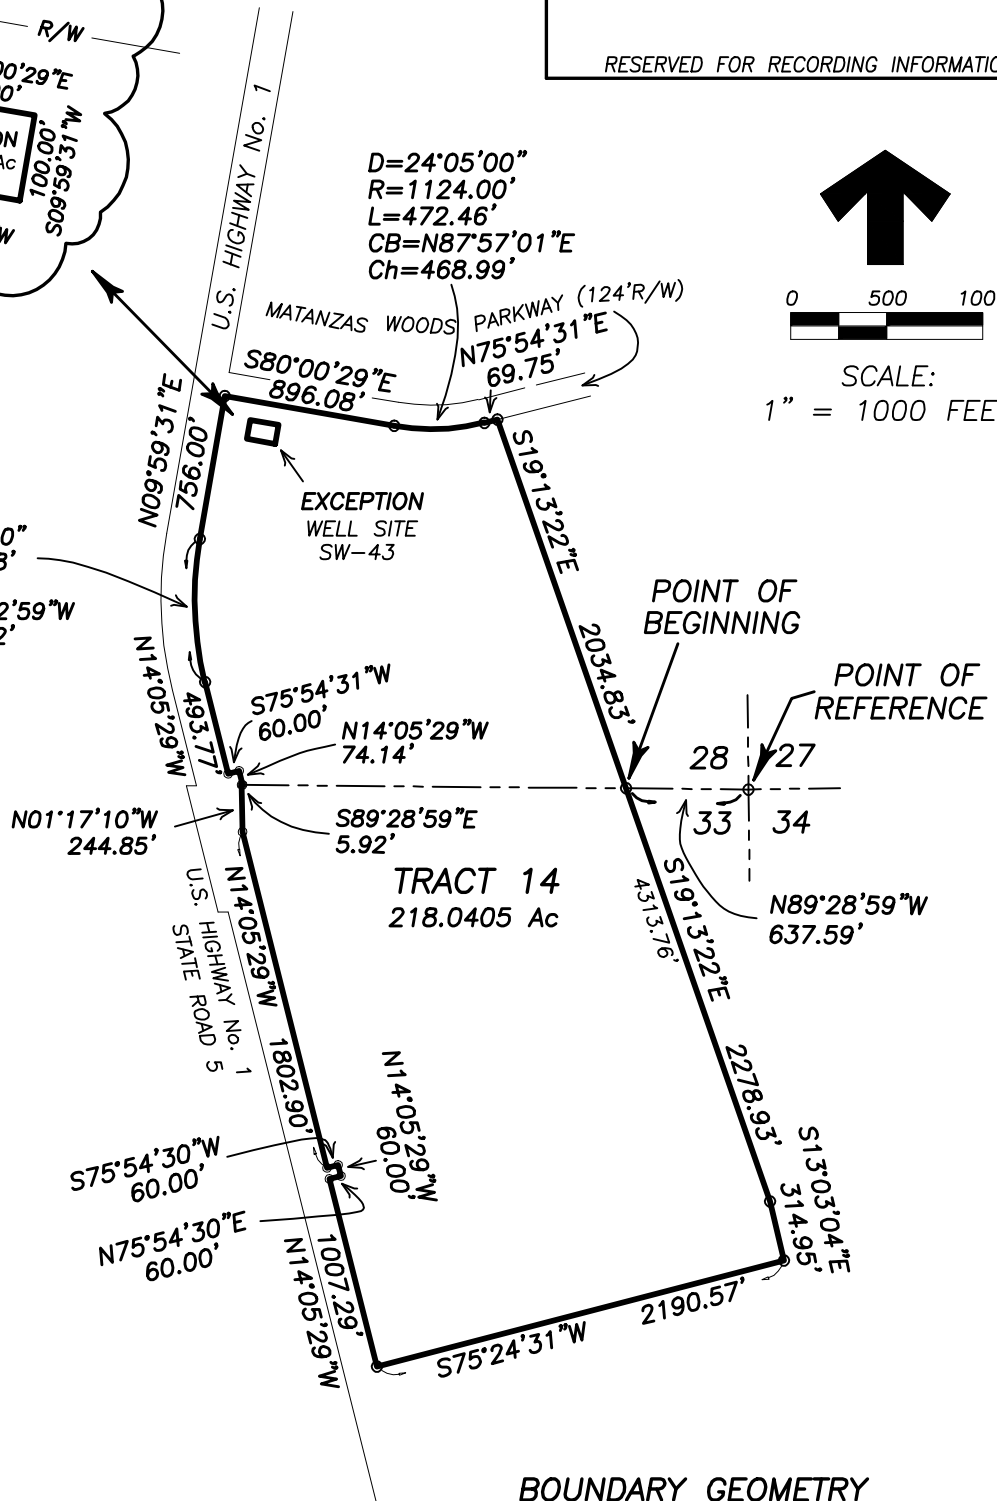 R/W
00'29"E
100.00'
S09°59'31"W
RESERVED FOR RECORDING INFORMATIO
U.S. HIGHWAY No. 1
D=24°05'00"
R=1124.00'
L=472.46'
CB=N87°57'01"E
Ch=468.99'
0 500 100
SCALE:
1" = 1000 FEE
MATANZAS WOODS PARKWAY (124'R/W)
N75°54'31"E
69.75'
S80°00'29"E
896.08'
N09°59'31"E
756.00'
EXCEPTION
WELL SITE
SW-43
S19°13'22"E
2034.83'
POINT OF
BEGINNING
POINT OF
REFERENCE
2'59"W
N14°05'29"W
493.77'
S75°54'31"W
60.00'
N14°05'29"W
74.14'
28 27
33 34
N01°17'10"W
244.85'
S89°28'59"E
5.92'
TRACT 14
218.0405 Ac
N89°28'59"W
637.59'
S19°13'22"E
4313.76'
2278.93'
U.S. HIGHWAY No. 1
STATE ROAD 5
N14°05'29"W
1802.90'
N14°05'29"W
60.00'
S75°54'30"W
60.00'
N75°54'30"E
60.00'
S13°03'04"E
314.95'
N14°05'29"W
1007.29'
S75°24'31"W
2190.57'
BOUNDARY GEOMETRY